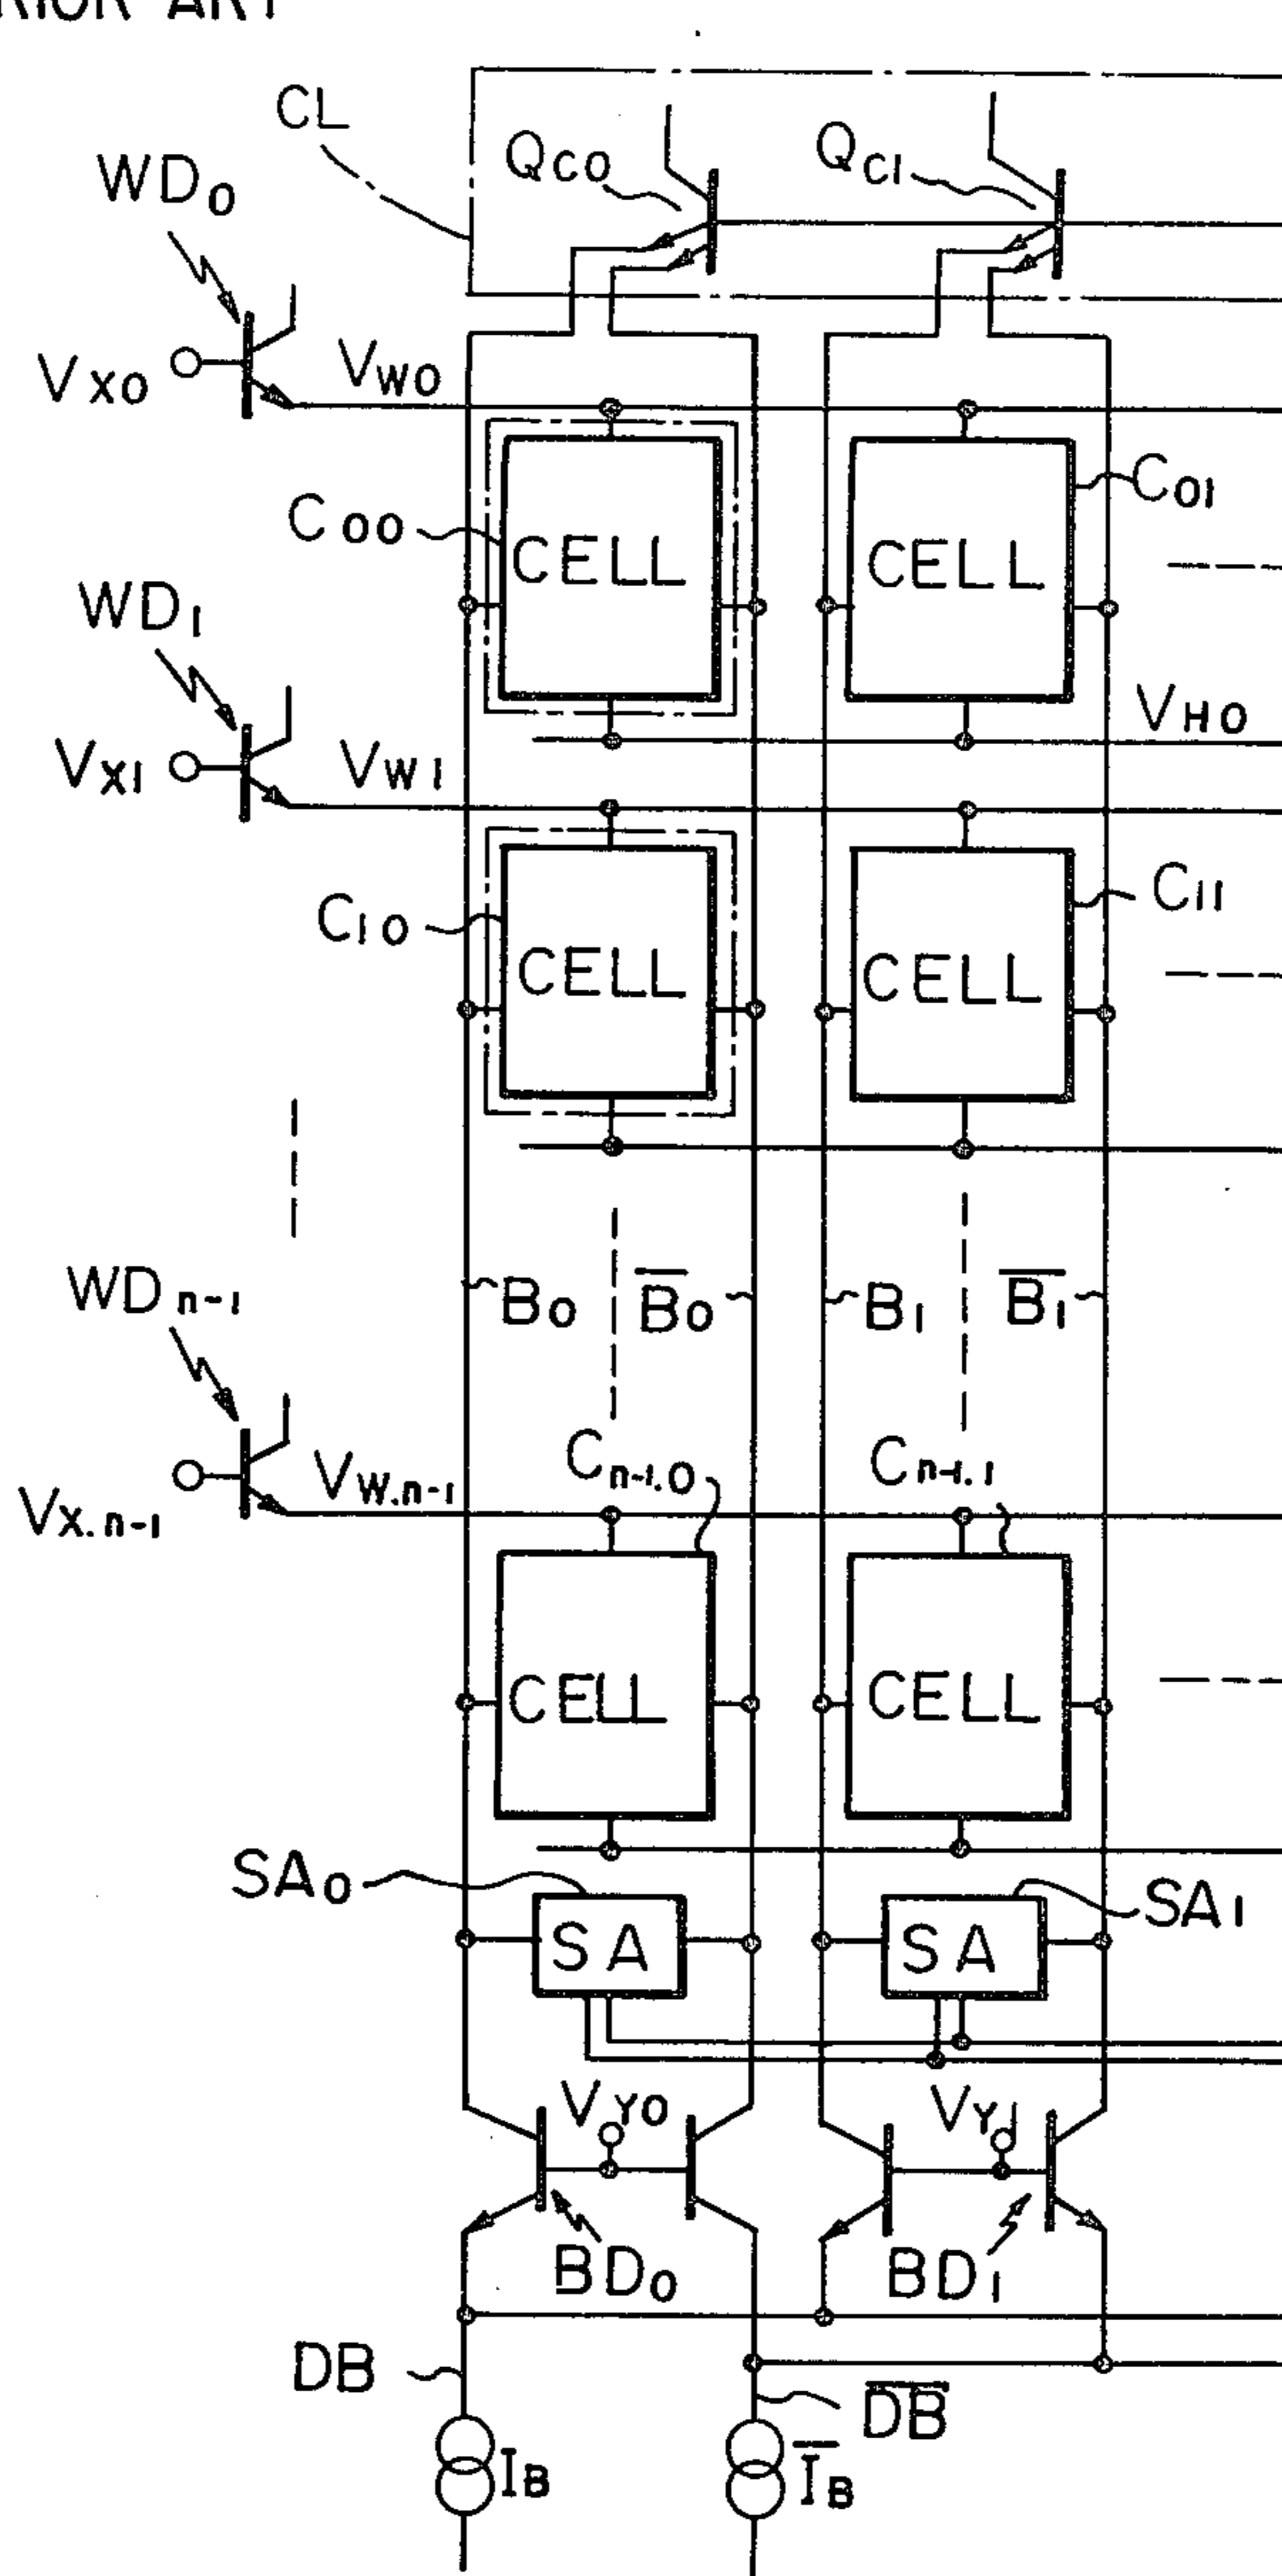 PRIOR ART
CL
QC0
QC1
WD0
VX0
VW0
C00
CELL
CELL
C01
WD1
VH0
VX1
VW1
C10
CELL
CELL
C11
WDn-1
B0
B̅0
B1
B̅1
Cn-1.0
Cn-1.1
VX.n-1
VW.n-1
CELL
CELL
SA0
SA
SA
SA1
VY0
VY1
BD0
BD1
DB
D̅B̅
IB
I̅B